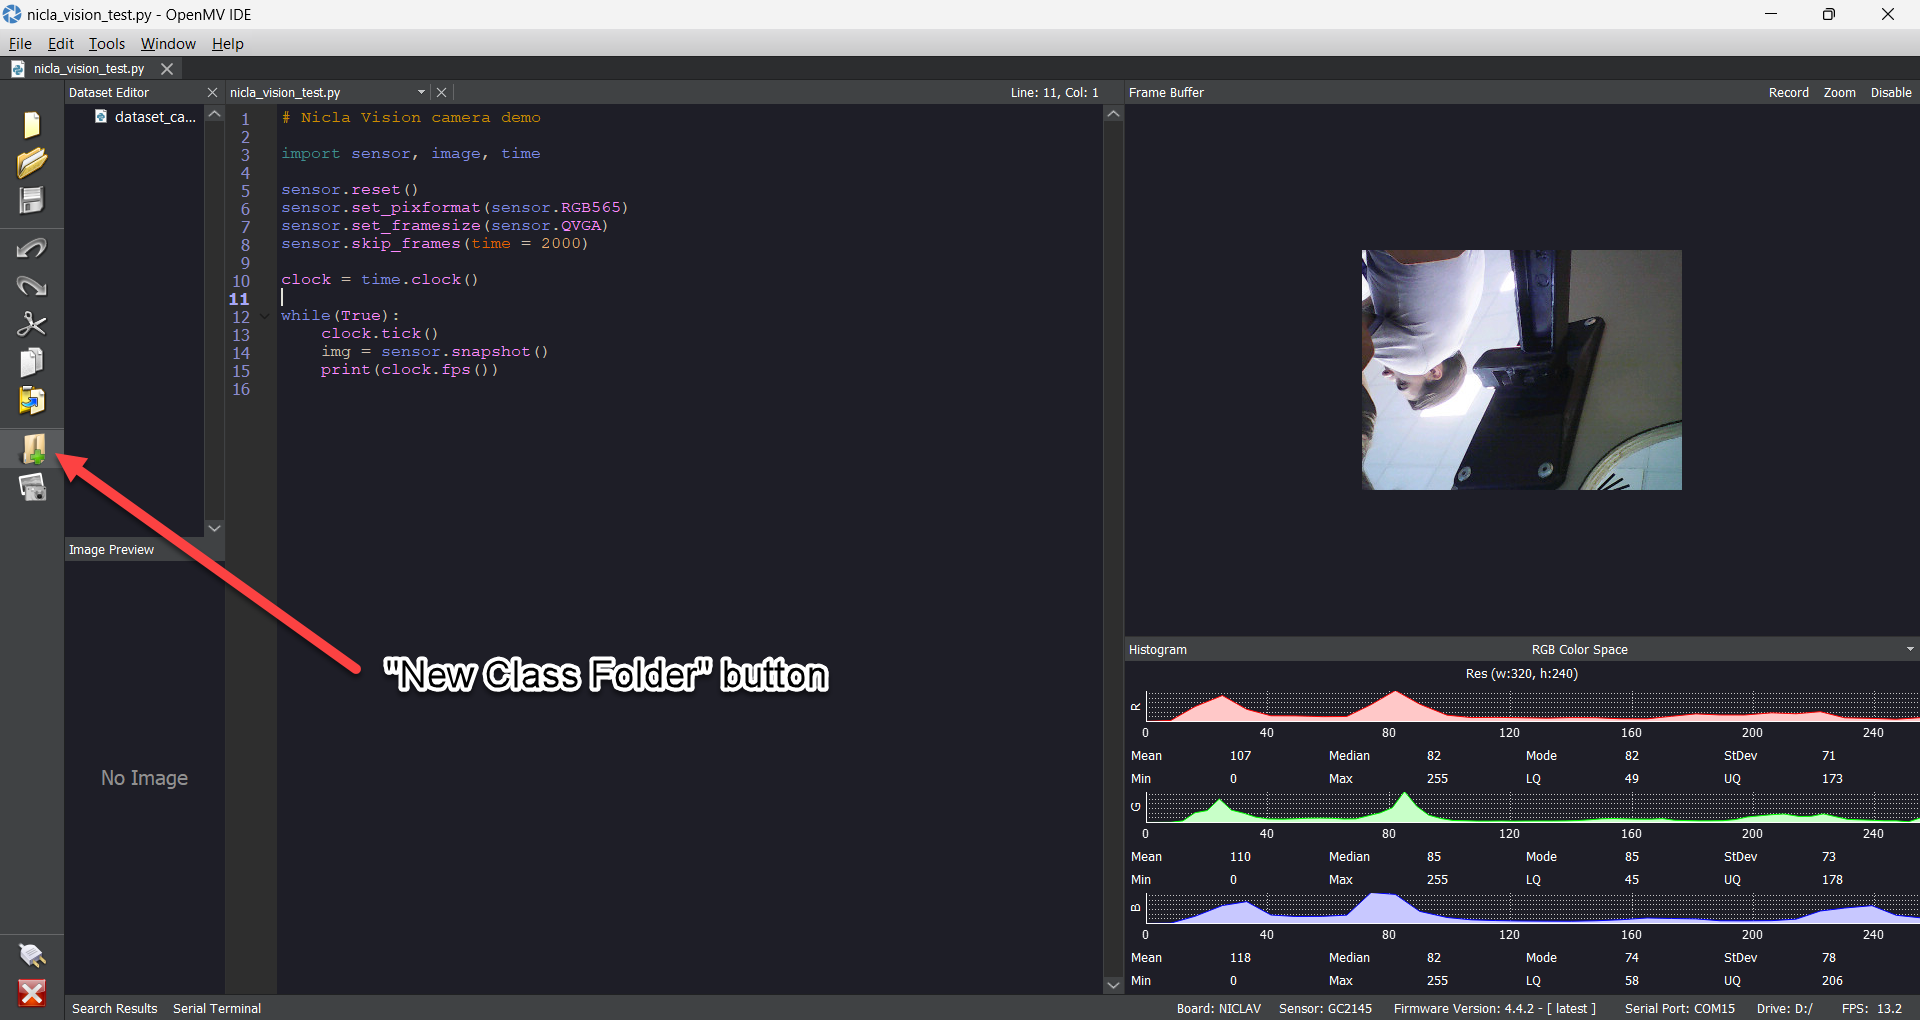 nicla_vision_test.py - OpenMV IDE
File Edit Tools Window Help
nicla_vision_test.py
Dataset Editor
nicla_vision_test.py
Line: 11, Col: 1
Frame Buffer
Record Zoom Disable
dataset_ca...
1 # Nicla Vision camera demo
2
3 import sensor, image, time
4
5 sensor.reset()
6 sensor.set_pixformat(sensor.RGB565)
7 sensor.set_framesize(sensor.QVGA)
8 sensor.skip_frames(time = 2000)
9
10 clock = time.clock()
11
12 while(True):
13 clock.tick()
14 img = sensor.snapshot()
15 print(clock.fps())
16
Image Preview
No Image
"New Class Folder" button
Histogram
RGB Color Space
Res (w:320, h:240)
R
0 40 80 120 160 200 240
Mean 107 Median 82 Mode 82 StDev 71
Min 0 Max 255 LQ 49 UQ 173
G
0 40 80 120 160 200 240
Mean 110 Median 85 Mode 85 StDev 73
Min 0 Max 255 LQ 45 UQ 178
B
0 40 80 120 160 200 240
Mean 118 Median 82 Mode 74 StDev 78
Min 0 Max 255 LQ 58 UQ 206
Search Results Serial Terminal
Board: NICLAV Sensor: GC2145 Firmware Version: 4.4.2 - [ latest ] Serial Port: COM15 Drive: D:/ FPS: 13.2